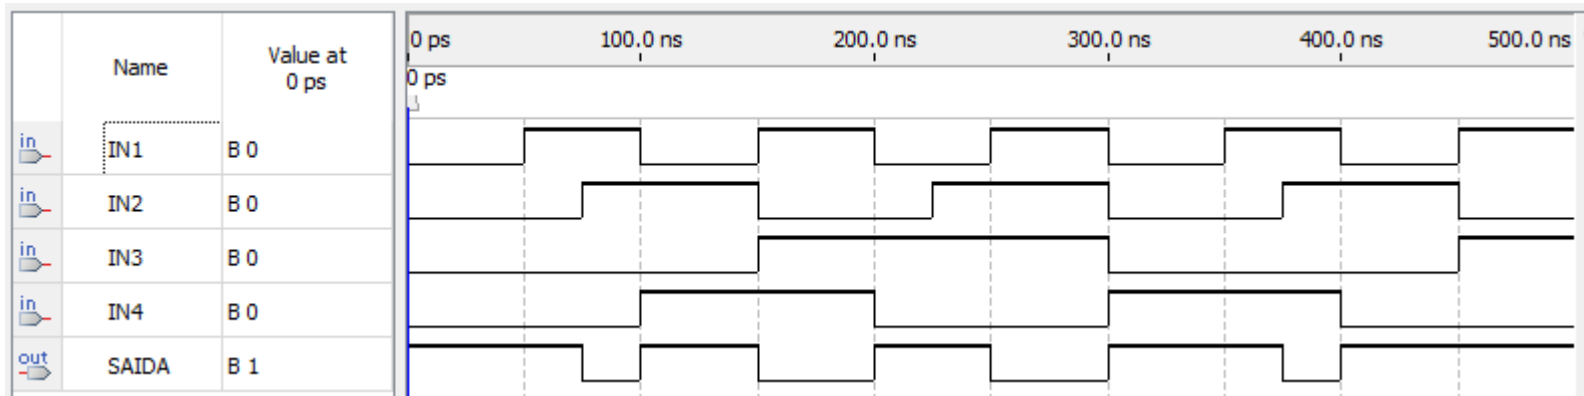 Name
Value at
0 ps
0 ps
100.0 ns
200.0 ns
300.0 ns
400.0 ns
500.0 ns
0 ps
in
IN1
B 0
in
IN2
B 0
in
IN3
B 0
in
IN4
B 0
out
SAIDA
B 1